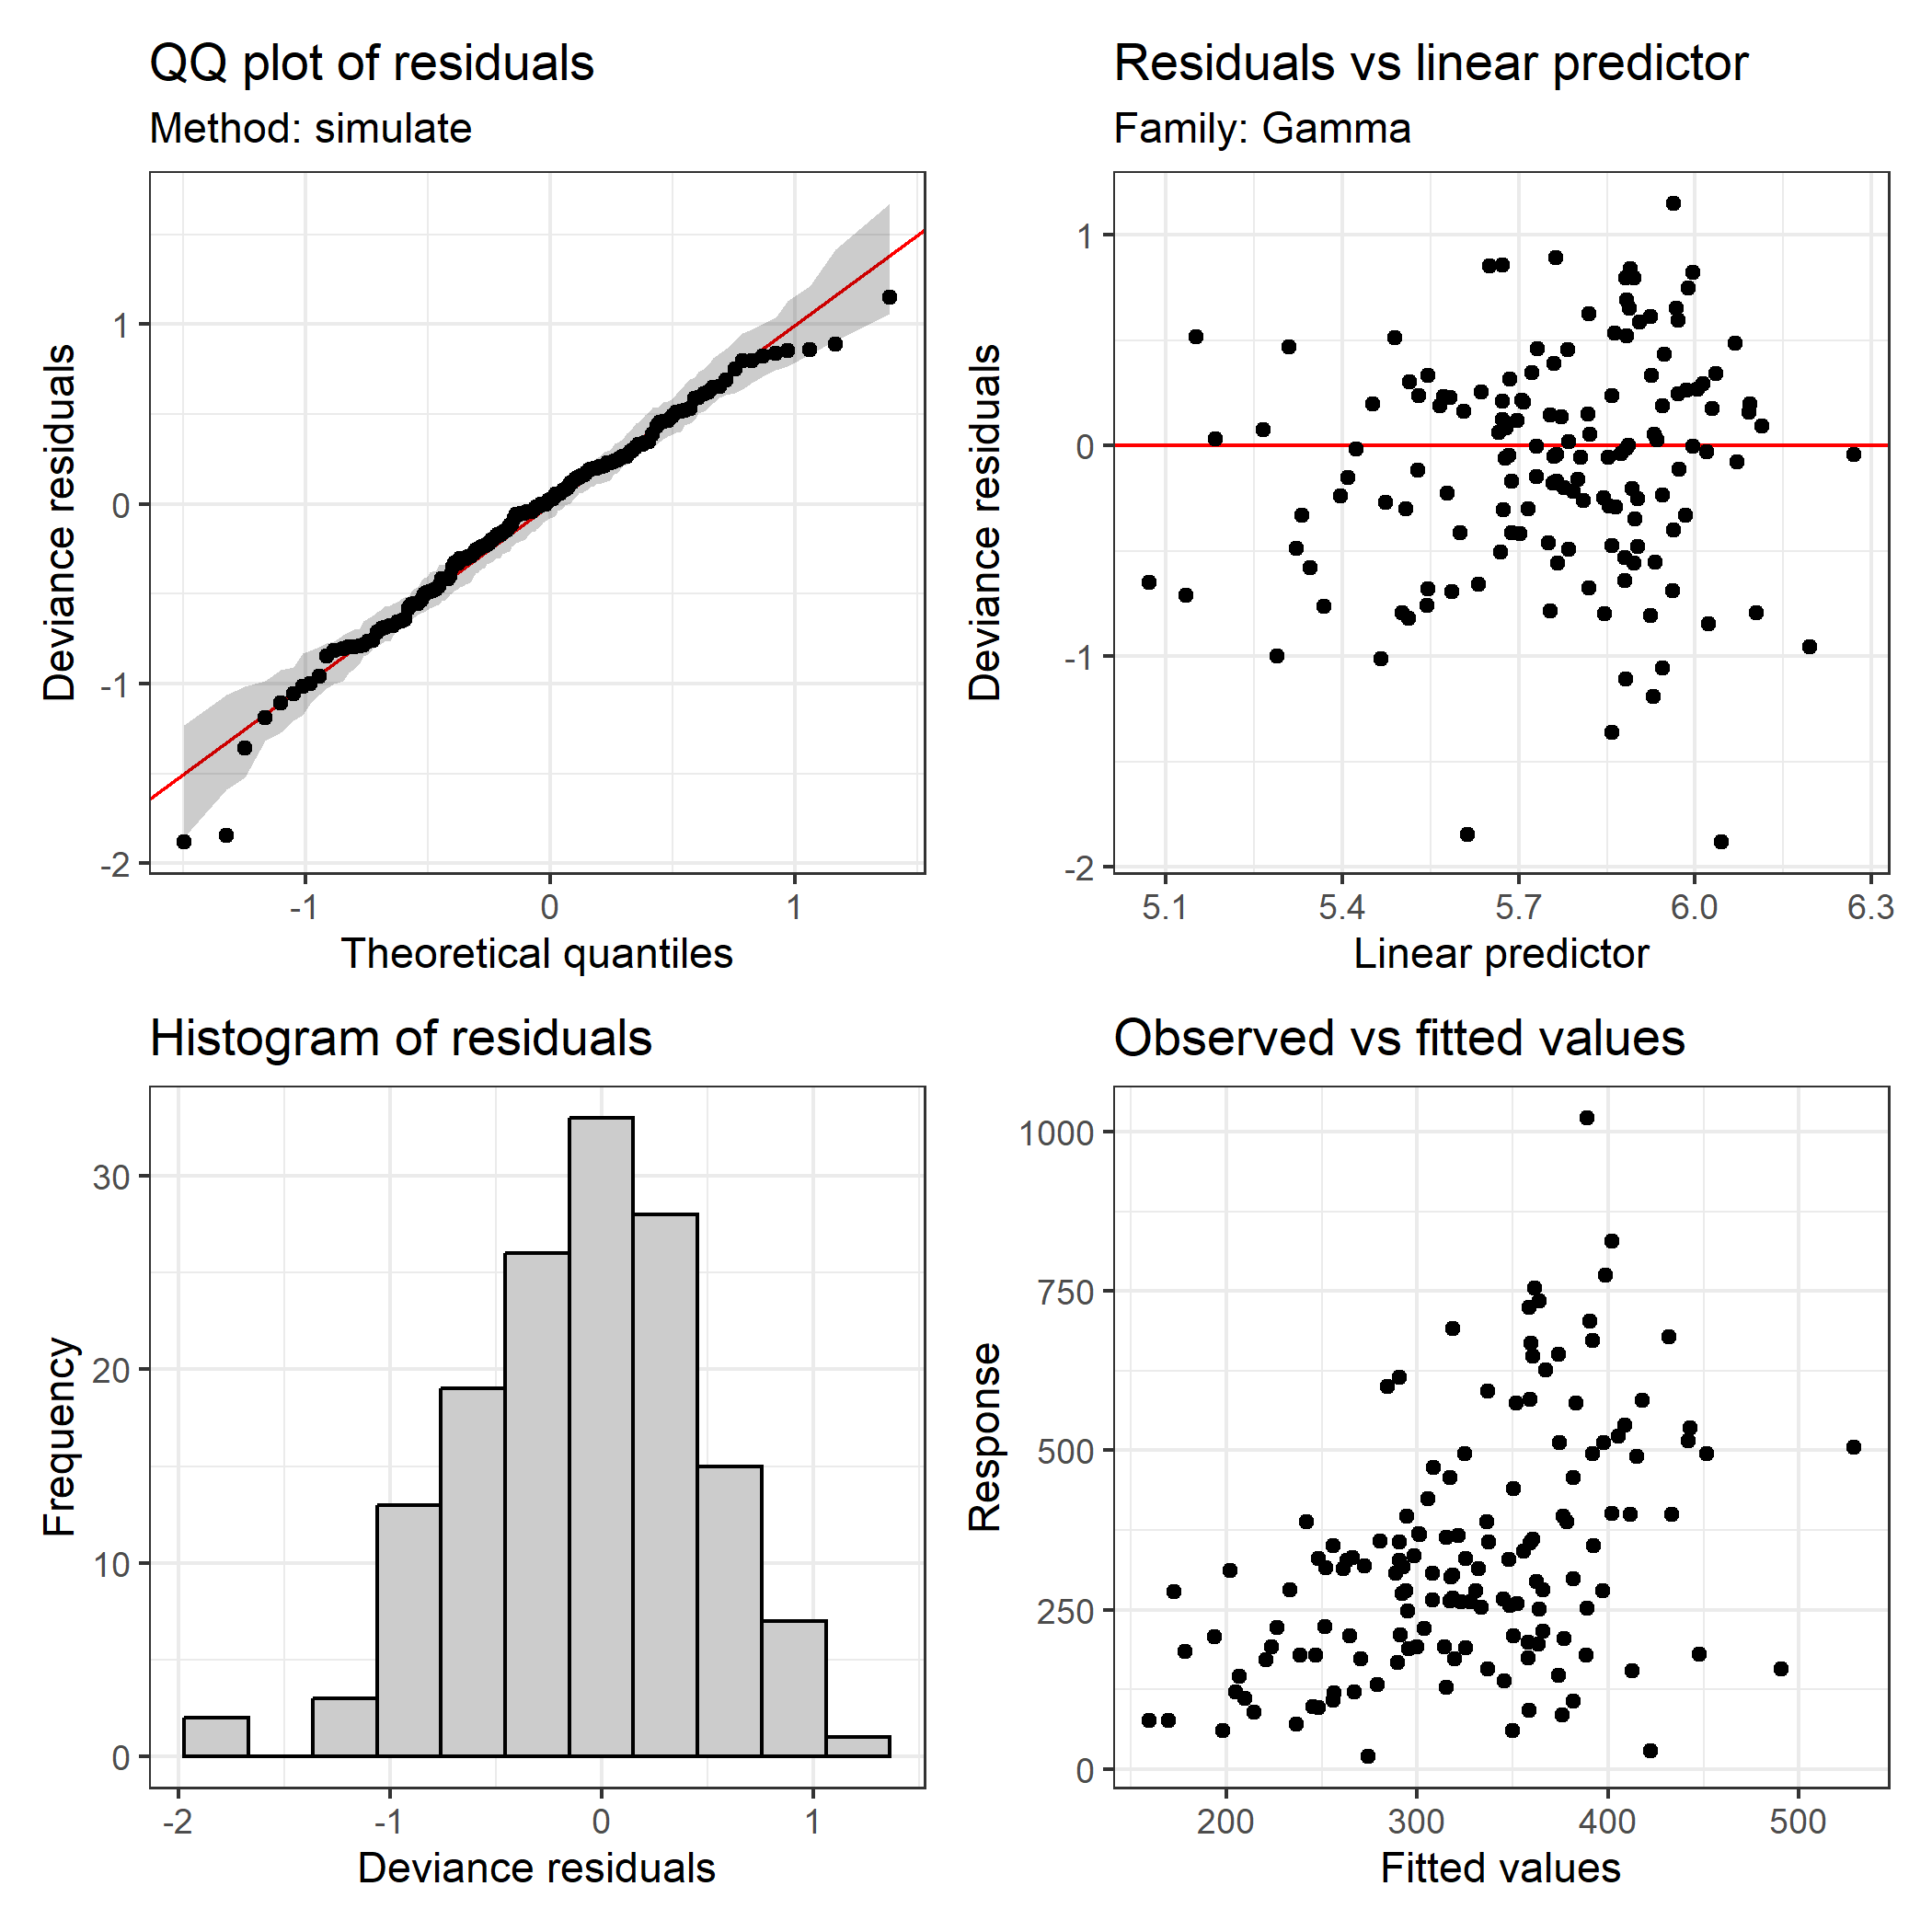 QQ plot of residuals
Method: simulate
Deviance residuals
1
0
-1
-2
-1
0
1
Theoretical quantiles
Residuals vs linear predictor
Family: Gamma
Deviance residuals
1
0
-1
-2
5.1
5.4
5.7
6.0
6.3
Linear predictor
Histogram of residuals
Frequency
30
20
10
0
-2
-1
0
1
Deviance residuals
Observed vs fitted values
Response
1000
750
500
250
0
200
300
400
500
Fitted values